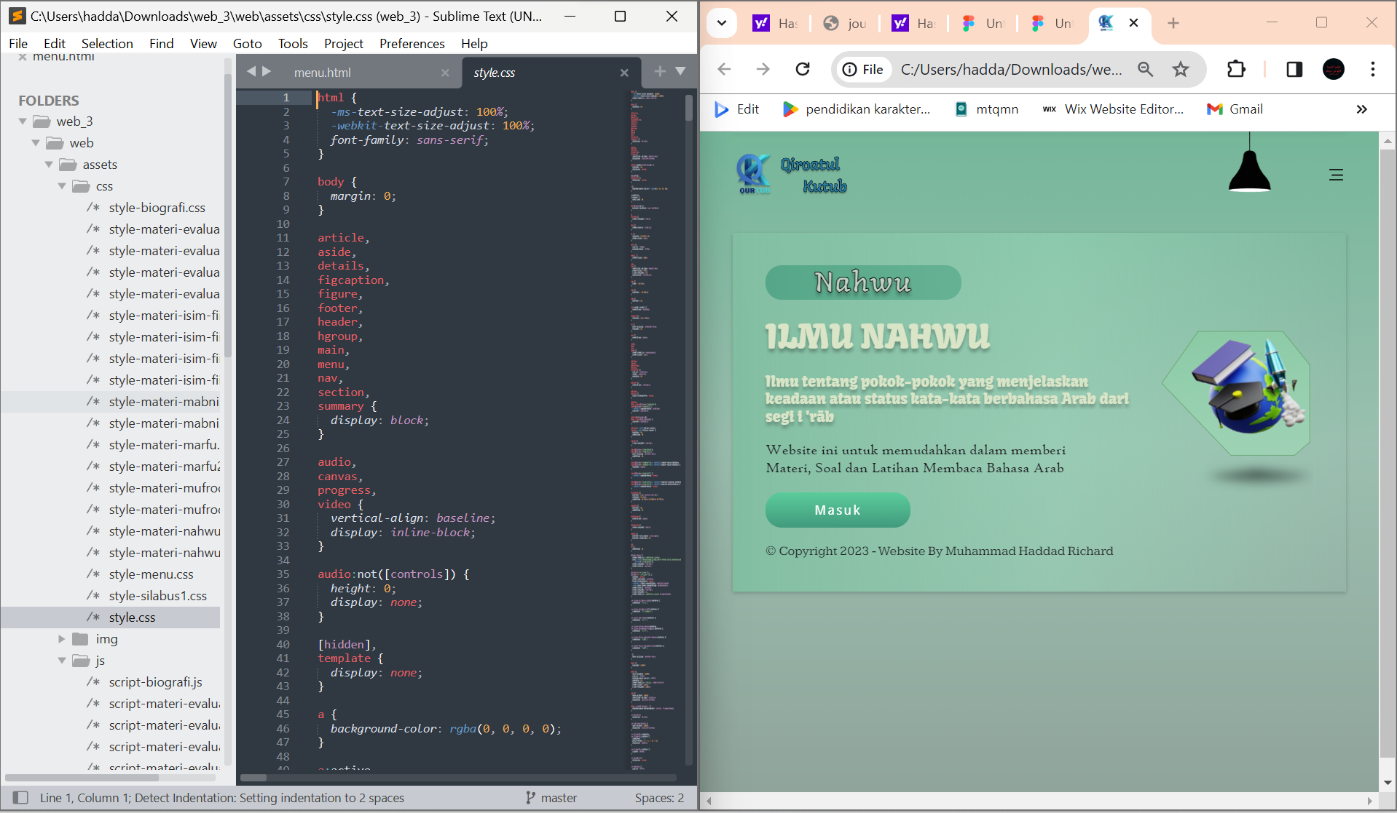 C:\Users\hadda\Downloads\web_3\web\assets\css\style.css (web_3) - Sublime Text (UN...
File Edit Selection Find View Goto Tools Project Preferences Help
menu.html
FOLDERS
web_3
web
assets
css
/* style-biografi.css
/* style-materi-evalua
/* style-materi-evalua
/* style-materi-evalua
/* style-materi-evalua
/* style-materi-isim-fi
/* style-materi-isim-fi
/* style-materi-isim-fi
/* style-materi-isim-fi
/* style-materi-mabni
/* style-materi-mabni
/* style-materi-marfu.
/* style-materi-marfu2
/* style-materi-mufrod
/* style-materi-mufrod
/* style-materi-nahwu
/* style-materi-nahwu
/* style-menu.css
/* style-silabus1.css
/* style.css
img
js
/* script-biografi.js
/* script-materi-evalua
/* script-materi-evalua
/* script-materi-evalua
/* script-materi-evalua
menu.html
style.css
1 html {
2 -ms-text-size-adjust: 100%;
3 -webkit-text-size-adjust: 100%;
4 font-family: sans-serif;
5 }
6
7 body {
8 margin: 0;
9 }
10
11 article,
12 aside,
13 details,
14 figcaption,
15 figure,
16 footer,
17 header,
18 hgroup,
19 main,
20 menu,
21 nav,
22 section,
23 summary {
24 display: block;
25 }
26
27 audio,
28 canvas,
29 progress,
30 video {
31 vertical-align: baseline;
32 display: inline-block;
33 }
34
35 audio:not([controls]) {
36 height: 0;
37 display: none;
38 }
39
40 [hidden],
41 template {
42 display: none;
43 }
44
45 a {
46 background-color: rgba(0, 0, 0, 0);
47 }
48
49 a:active
Line 1, Column 1; Detect Indentation: Setting indentation to 2 spaces
master
Spaces: 2
Has
jou
Has
Un
Un
File C:/Users/hadda/Downloads/we...
Edit
pendidikan karakter...
mtqmn
WIX Wix Website Editor...
Gmail
QUR TUB
Qiroatul
Kutub
Nahwu
ILMU NAHWU
Ilmu tentang pokok-pokok yang menjelaskan
keadaan atau status kata-kata berbahasa Arab dari
segi i 'rāb
Website ini untuk memudahkan dalam memberi
Materi, Soal dan Latihan Membaca Bahasa Arab
Masuk
© Copyright 2023 - Website By Muhammad Haddad Richard